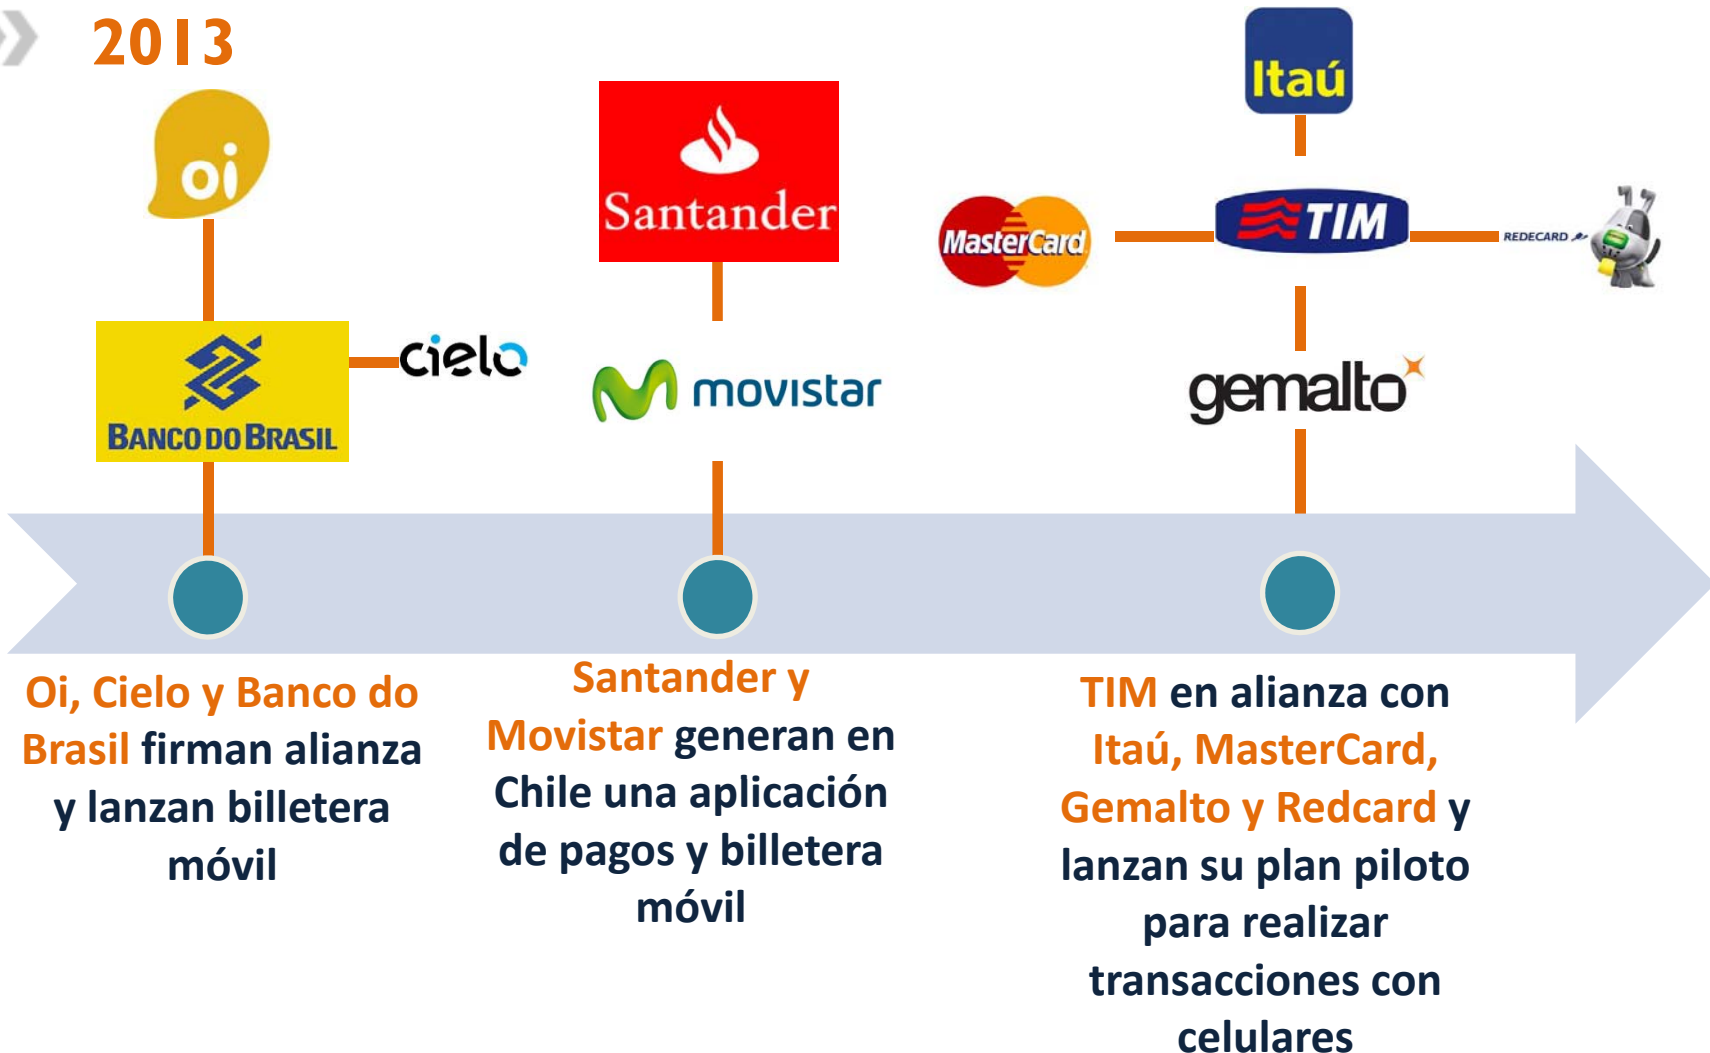 2013
oi
BANCO DO BRASIL
cielo
Santander
movistar
Itaú
MasterCard
TIM
REDECARD
gemalto
Oi, Cielo y Banco do
Brasil firman alianza
y lanzan billetera
móvil
Santander y
Movistar generan en
Chile una aplicación
de pagos y billetera
móvil
TIM en alianza con
Itaú, MasterCard,
Gemalto y Redcard y
lanzan su plan piloto
para realizar
transacciones con
celulares